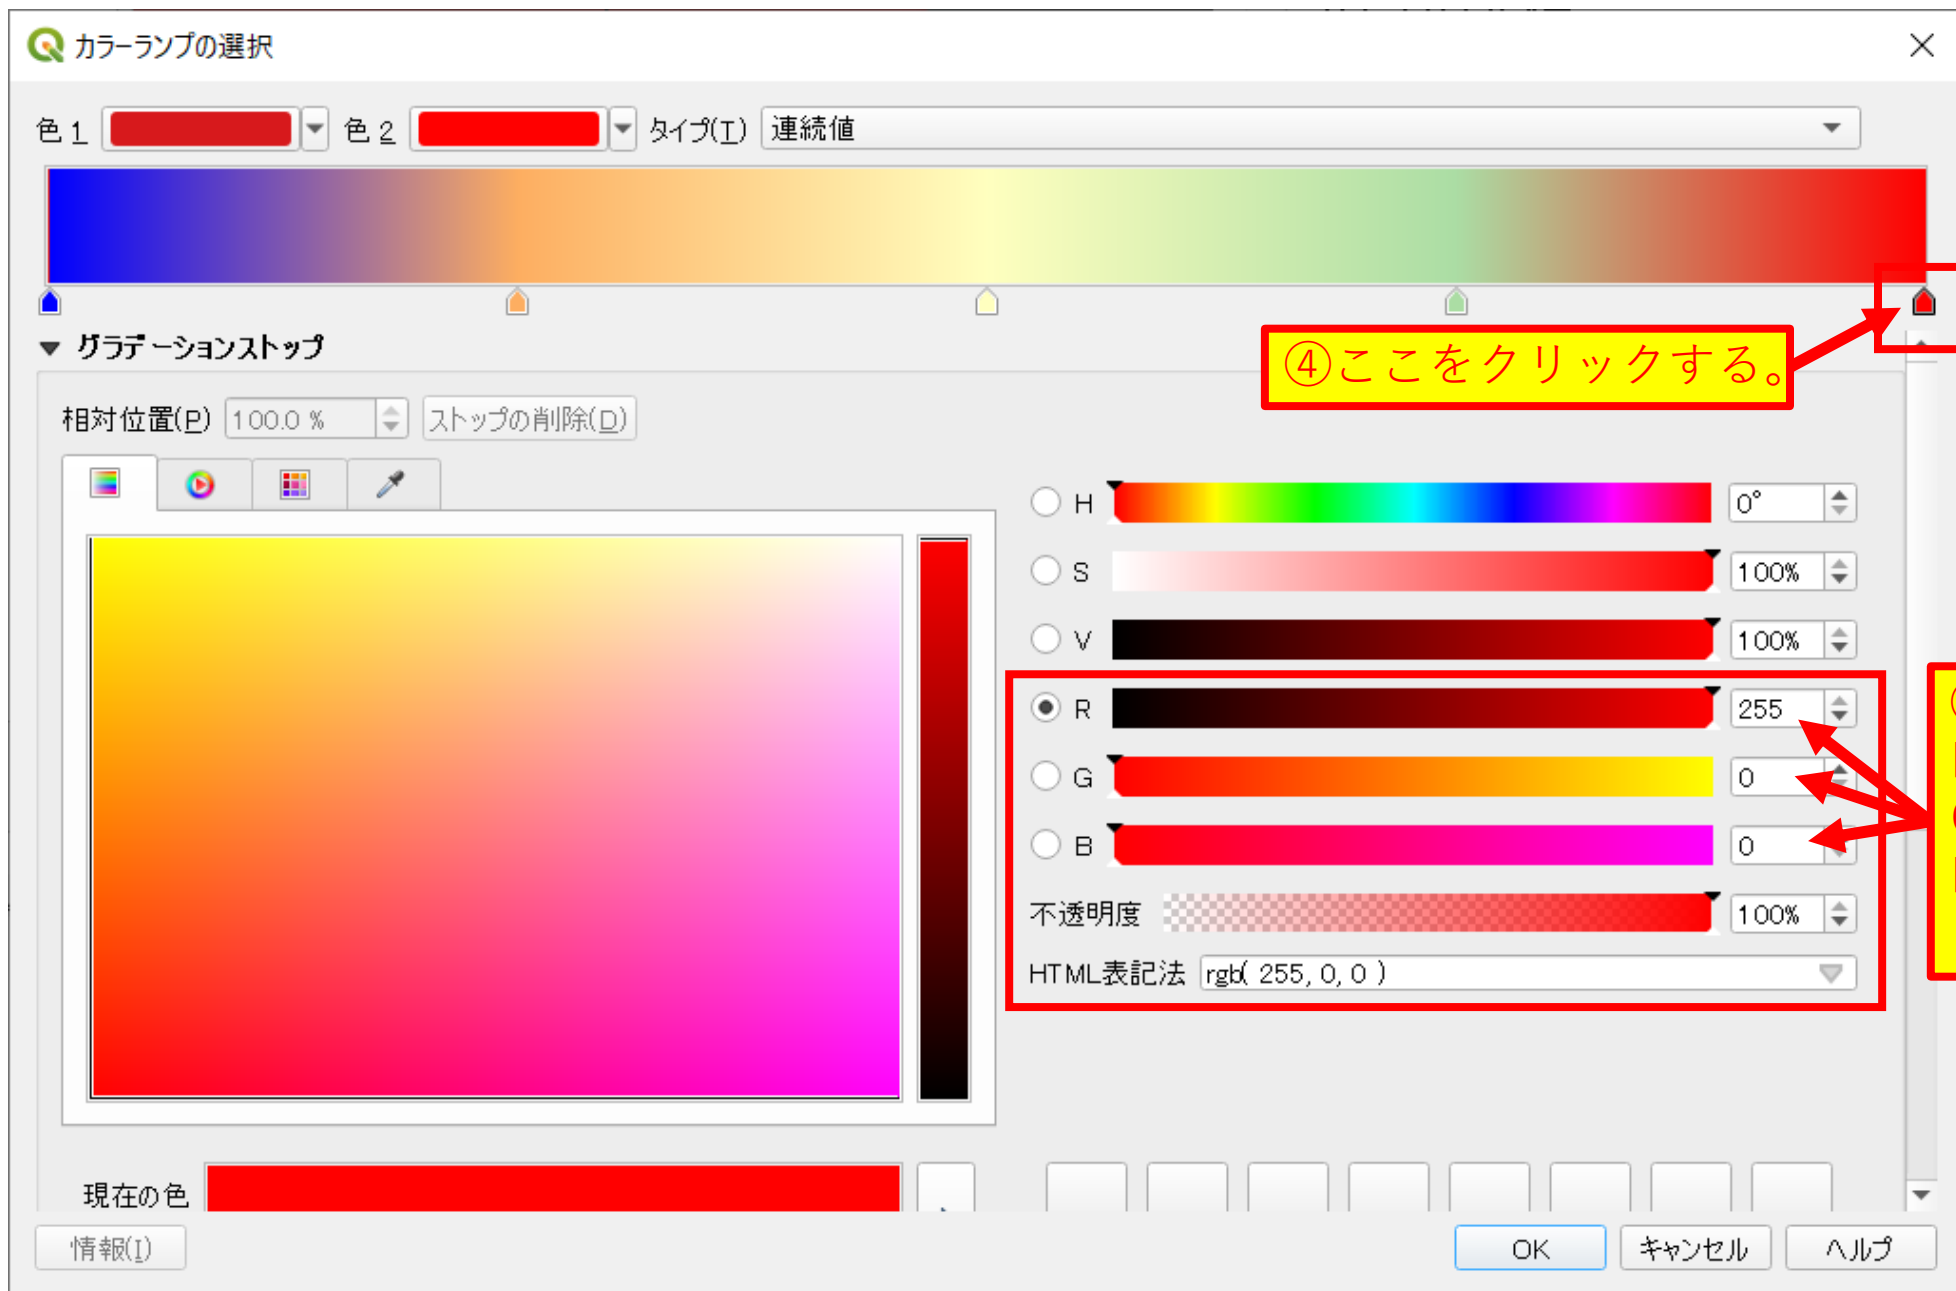 カラーランプの選択
色 1 色 2 タイプ(T) 連続値
グラデーションストップ
④ここをクリックする。
相対位置(P) 100.0 % ストップの削除(D)
H 0°
S 100%
V 100%
R 255
G 0
B 0
不透明度 100%
HTML表記法 rgb( 255, 0, 0 )
現在の色
情報(I) OK キャンセル ヘルプ